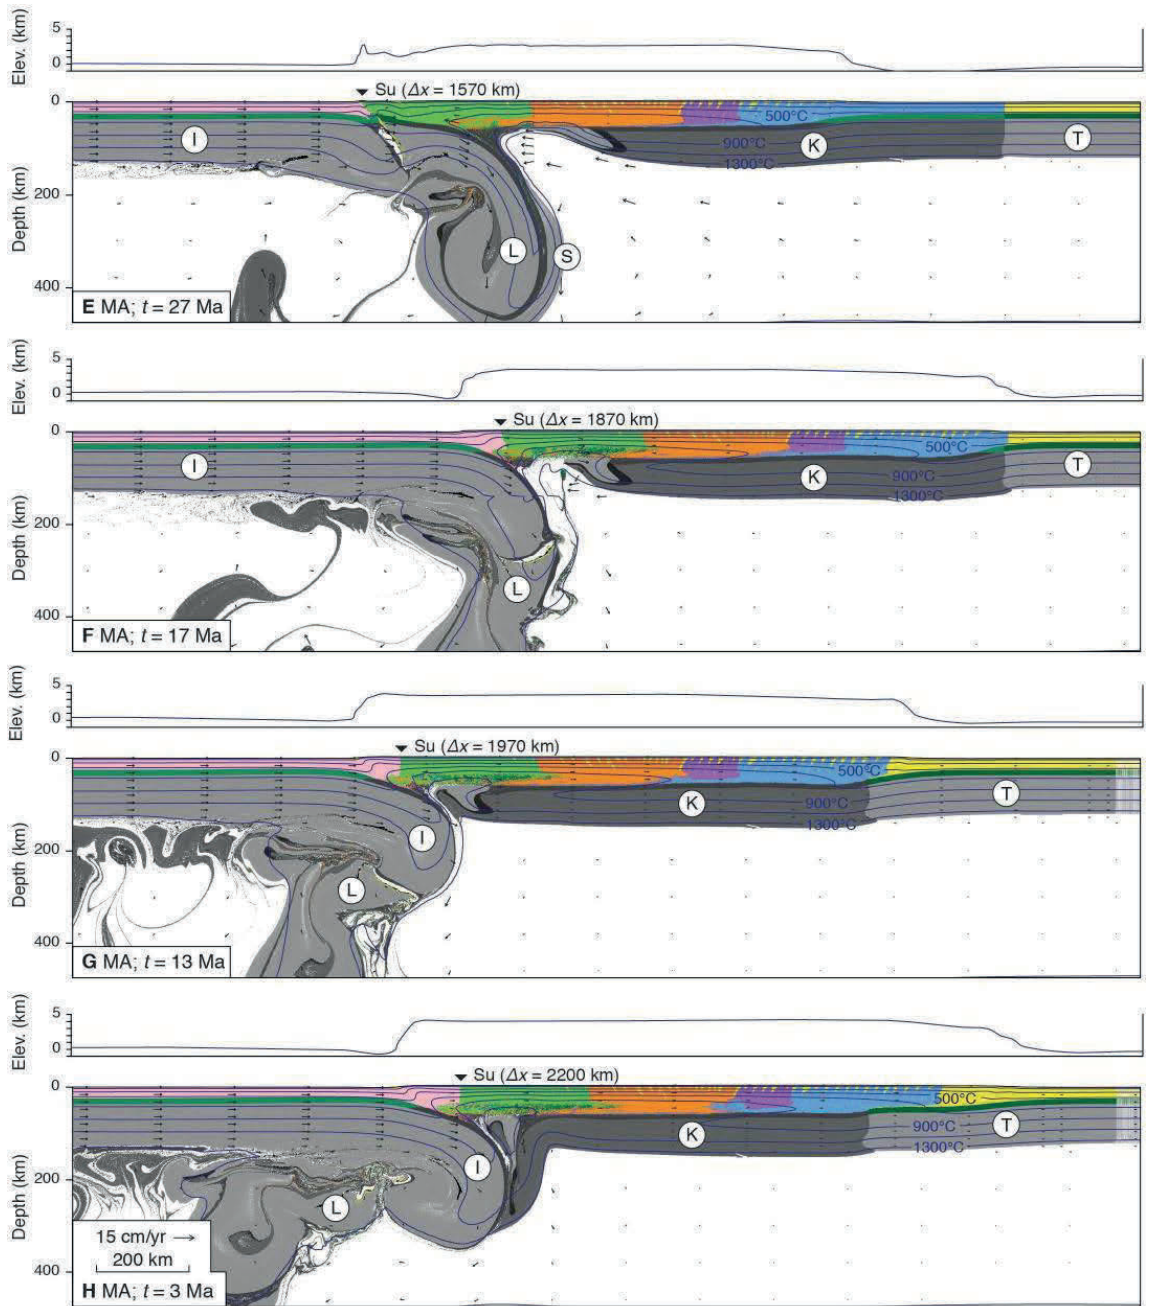 Elev. (km)
5
0
Su (Δx = 1570 km)
0
500°C
I
900°C
K
T
1300°C
Depth (km)
200
L
S
400
E MA; t = 27 Ma
Elev. (km)
5
0
Su (Δx = 1870 km)
0
500°C
I
900°C
K
T
1300°C
Depth (km)
200
L
400
F MA; t = 17 Ma
Elev. (km)
5
0
Su (Δx = 1970 km)
0
500°C
900°C
K
T
1300°C
I
Depth (km)
200
L
400
G MA; t = 13 Ma
Elev. (km)
5
0
Su (Δx = 2200 km)
0
500°C
900°C
K
T
1300°C
I
Depth (km)
200
L
15 cm/yr →
200 km
400
H MA; t = 3 Ma